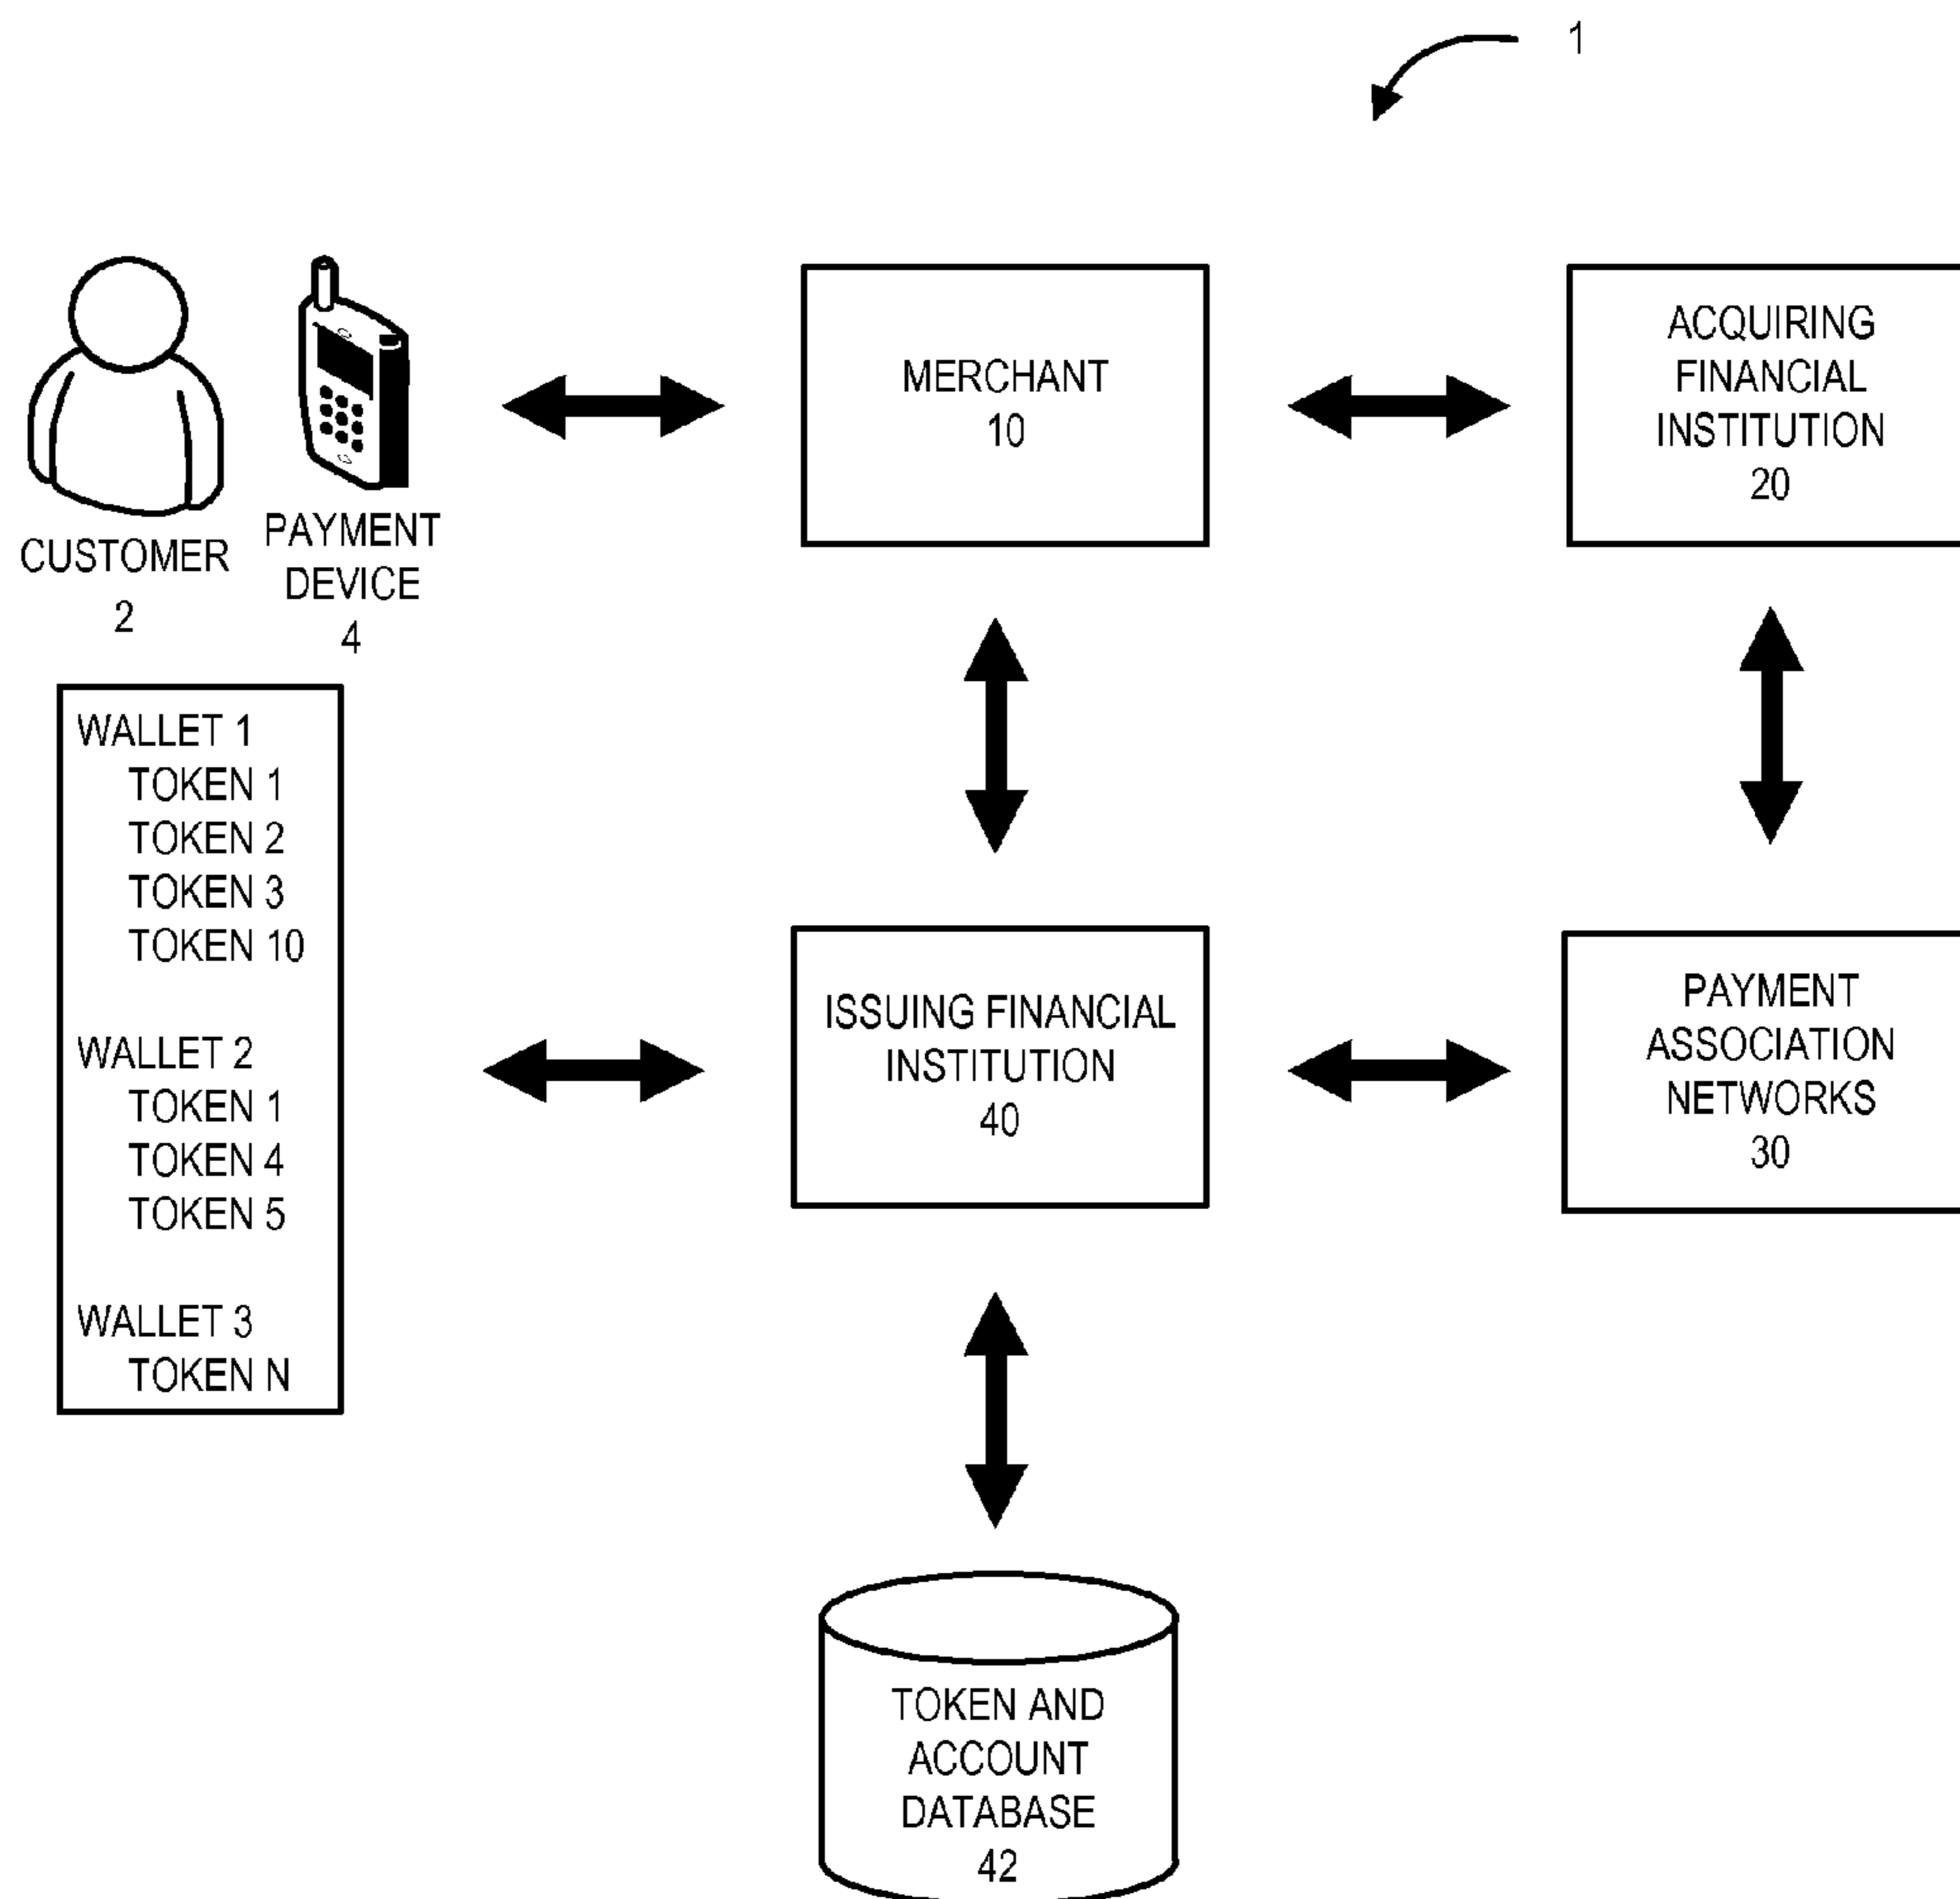 1
CUSTOMER
2
PAYMENT
DEVICE
4
MERCHANT
10
ACQUIRING
FINANCIAL
INSTITUTION
20
WALLET 1
TOKEN 1
TOKEN 2
TOKEN 3
TOKEN 10
WALLET 2
TOKEN 1
TOKEN 4
TOKEN 5
WALLET 3
TOKEN N
ISSUING FINANCIAL
INSTITUTION
40
PAYMENT
ASSOCIATION
NETWORKS
30
TOKEN AND
ACCOUNT
DATABASE
42